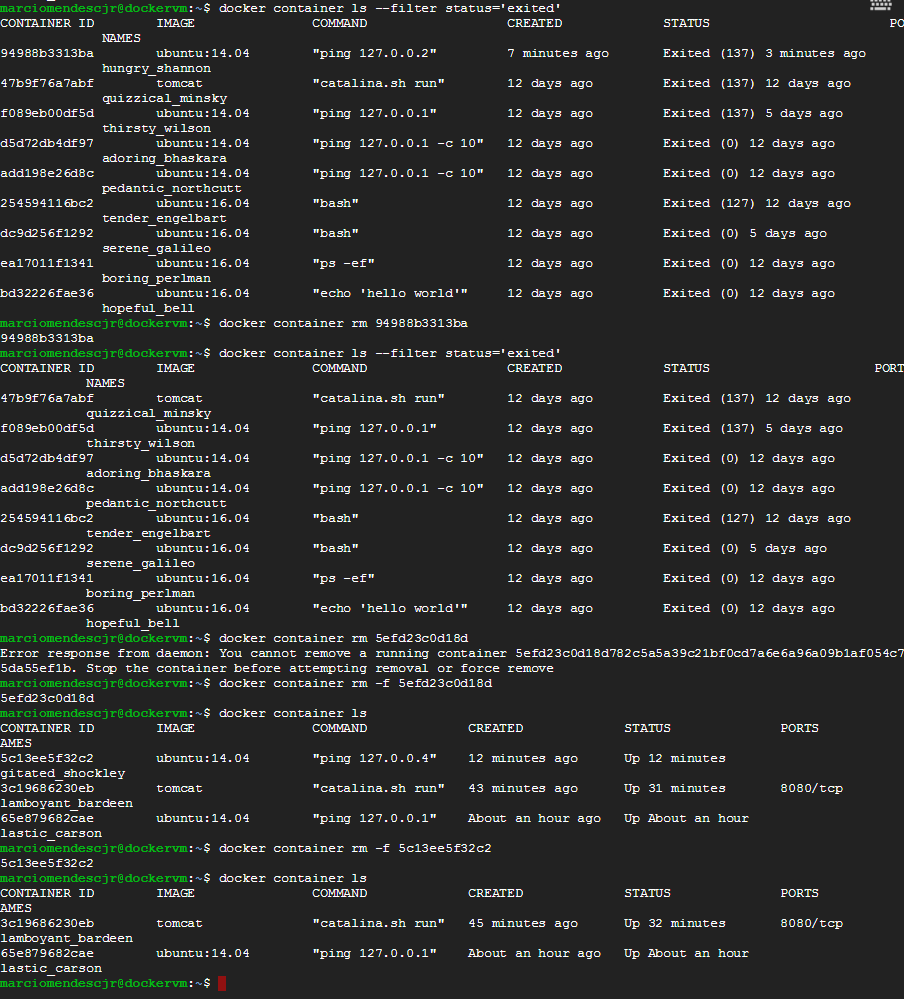 marciomendescjr@dockervm:~$ docker container ls --filter status='exited'
CONTAINER ID        IMAGE               COMMAND                  CREATED             STATUS                       PO
             NAMES
94988b3313ba        ubuntu:14.04        "ping 127.0.0.2"         7 minutes ago       Exited (137) 3 minutes ago
             hungry_shannon
47b9f76a7abf        tomcat              "catalina.sh run"        12 days ago         Exited (137) 12 days ago
             quizzical_minsky
f089eb00df5d        ubuntu:14.04        "ping 127.0.0.1"         12 days ago         Exited (137) 5 days ago
             thirsty_wilson
d5d72db4df97        ubuntu:14.04        "ping 127.0.0.1 -c 10"   12 days ago         Exited (0) 12 days ago
             adoring_bhaskara
add198e26d8c        ubuntu:14.04        "ping 127.0.0.1 -c 10"   12 days ago         Exited (0) 12 days ago
             pedantic_northcutt
254594116bc2        ubuntu:16.04        "bash"                   12 days ago         Exited (127) 12 days ago
             tender_engelbart
dc9d256f1292        ubuntu:16.04        "bash"                   12 days ago         Exited (0) 5 days ago
             serene_galileo
ea17011f1341        ubuntu:16.04        "ps -ef"                 12 days ago         Exited (0) 12 days ago
             boring_perlman
bd32226fae36        ubuntu:16.04        "echo 'hello world'"     12 days ago         Exited (0) 12 days ago
             hopeful_bell
marciomendescjr@dockervm:~$ docker container rm 94988b3313ba
94988b3313ba
marciomendescjr@dockervm:~$ docker container ls --filter status='exited'
CONTAINER ID        IMAGE               COMMAND                  CREATED             STATUS                     PORT
           NAMES
47b9f76a7abf        tomcat              "catalina.sh run"        12 days ago         Exited (137) 12 days ago
           quizzical_minsky
f089eb00df5d        ubuntu:14.04        "ping 127.0.0.1"         12 days ago         Exited (137) 5 days ago
           thirsty_wilson
d5d72db4df97        ubuntu:14.04        "ping 127.0.0.1 -c 10"   12 days ago         Exited (0) 12 days ago
           adoring_bhaskara
add198e26d8c        ubuntu:14.04        "ping 127.0.0.1 -c 10"   12 days ago         Exited (0) 12 days ago
           pedantic_northcutt
254594116bc2        ubuntu:16.04        "bash"                   12 days ago         Exited (127) 12 days ago
           tender_engelbart
dc9d256f1292        ubuntu:16.04        "bash"                   12 days ago         Exited (0) 5 days ago
           serene_galileo
ea17011f1341        ubuntu:16.04        "ps -ef"                 12 days ago         Exited (0) 12 days ago
           boring_perlman
bd32226fae36        ubuntu:16.04        "echo 'hello world'"     12 days ago         Exited (0) 12 days ago
           hopeful_bell
marciomendescjr@dockervm:~$ docker container rm 5efd23c0d18d
Error response from daemon: You cannot remove a running container 5efd23c0d18d782c5a5a39c21bf0cd7a6e6a96a09b1af054c7
5da55ef1b. Stop the container before attempting removal or force remove
marciomendescjr@dockervm:~$ docker container rm -f 5efd23c0d18d
5efd23c0d18d
marciomendescjr@dockervm:~$ docker container ls
CONTAINER ID        IMAGE               COMMAND             CREATED             STATUS              PORTS
AMES
5c13ee5f32c2        ubuntu:14.04        "ping 127.0.0.4"    12 minutes ago      Up 12 minutes
gitated_shockley
3c19686230eb        tomcat              "catalina.sh run"   43 minutes ago      Up 31 minutes       8080/tcp
lamboyant_bardeen
65e879682cae        ubuntu:14.04        "ping 127.0.0.1"    About an hour ago   Up About an hour
lastic_carson
marciomendescjr@dockervm:~$ docker container rm -f 5c13ee5f32c2
5c13ee5f32c2
marciomendescjr@dockervm:~$ docker container ls
CONTAINER ID        IMAGE               COMMAND             CREATED             STATUS              PORTS
AMES
3c19686230eb        tomcat              "catalina.sh run"   45 minutes ago      Up 32 minutes       8080/tcp
lamboyant_bardeen
65e879682cae        ubuntu:14.04        "ping 127.0.0.1"    About an hour ago   Up About an hour
lastic_carson
marciomendescjr@dockervm:~$